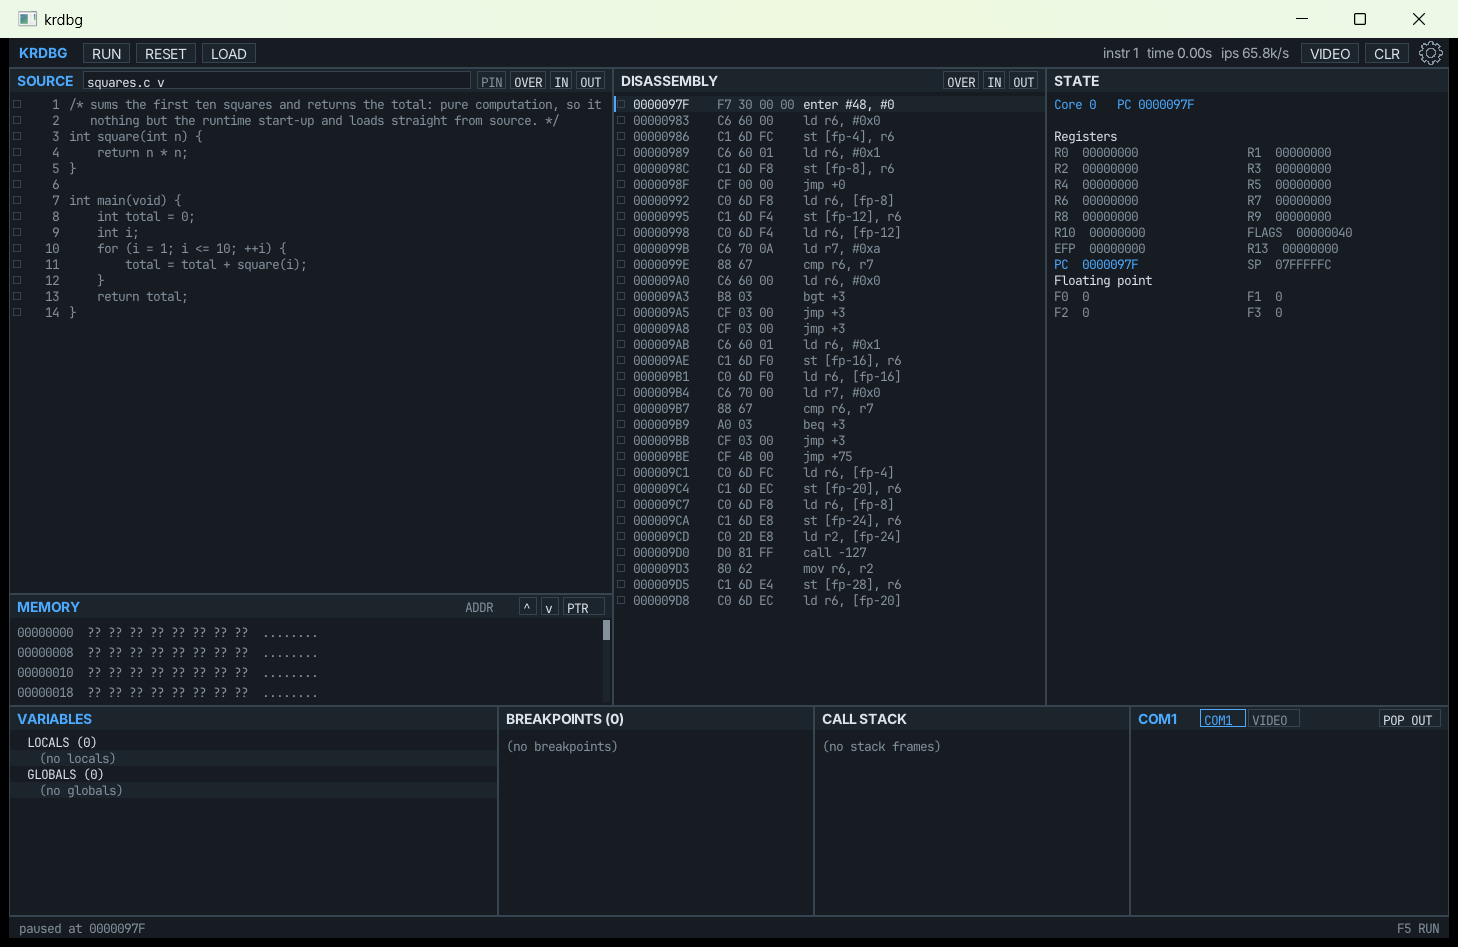 krdbg
KRDBG RUN RESET LOAD instr 1 time 0.00s ips 65.8k/s VIDEO CLR
SOURCE squares.c v PIN OVER IN OUT
1 /* sums the first ten squares and returns the total: pure computation, so it
2 nothing but the runtime start-up and loads straight from source. */
3 int square(int n) {
4 return n * n;
5 }
6
7 int main(void) {
8 int total = 0;
9 int i;
10 for (i = 1; i <= 10; ++i) {
11 total = total + square(i);
12 }
13 return total;
14 }
DISASSEMBLY OVER IN OUT
0000097F F7 30 00 00 enter #48, #0
00000983 C6 60 00 ld r6, #0x0
00000986 C1 6D FC st [fp-4], r6
00000989 C6 60 01 ld r6, #0x1
0000098C C1 6D F8 st [fp-8], r6
0000098F CF 00 00 jmp +0
00000992 C0 6D F8 ld r6, [fp-8]
00000995 C1 6D F4 st [fp-12], r6
00000998 C0 6D F4 ld r6, [fp-12]
0000099B C6 70 0A ld r7, #0xa
0000099E 88 67 cmp r6, r7
000009A0 C6 60 00 ld r6, #0x0
000009A3 B8 03 bgt +3
000009A5 CF 03 00 jmp +3
000009A8 CF 03 00 jmp +3
000009AB C6 60 01 ld r6, #0x1
000009AE C1 6D F0 st [fp-16], r6
000009B1 C0 6D F0 ld r6, [fp-16]
000009B4 C6 70 00 ld r7, #0x0
000009B7 88 67 cmp r6, r7
000009B9 A0 03 beq +3
000009BB CF 03 00 jmp +3
000009BE CF 4B 00 jmp +75
000009C1 C0 6D FC ld r6, [fp-4]
000009C4 C1 6D EC st [fp-20], r6
000009C7 C0 6D F8 ld r6, [fp-8]
000009CA C1 6D E8 st [fp-24], r6
000009CD C0 2D E8 ld r2, [fp-24]
000009D0 D0 81 FF call -127
000009D3 80 62 mov r6, r2
000009D5 C1 6D E4 st [fp-28], r6
000009D8 C0 6D EC ld r6, [fp-20]
STATE
Core 0 PC 0000097F
Registers
R0 00000000 R1 00000000
R2 00000000 R3 00000000
R4 00000000 R5 00000000
R6 00000000 R7 00000000
R8 00000000 R9 00000000
R10 00000000 FLAGS 00000040
EFP 00000000 R13 00000000
PC 0000097F SP 07FFFFFC
Floating point
F0 0 F1 0
F2 0 F3 0
MEMORY ADDR ^ v PTR
00000000 ?? ?? ?? ?? ?? ?? ?? ?? ........
00000008 ?? ?? ?? ?? ?? ?? ?? ?? ........
00000010 ?? ?? ?? ?? ?? ?? ?? ?? ........
00000018 ?? ?? ?? ?? ?? ?? ?? ?? ........
VARIABLES
LOCALS (0)
(no locals)
GLOBALS (0)
(no globals)
BREAKPOINTS (0)
(no breakpoints)
CALL STACK
(no stack frames)
COM1 COM1 VIDEO POP OUT
paused at 0000097F F5 RUN